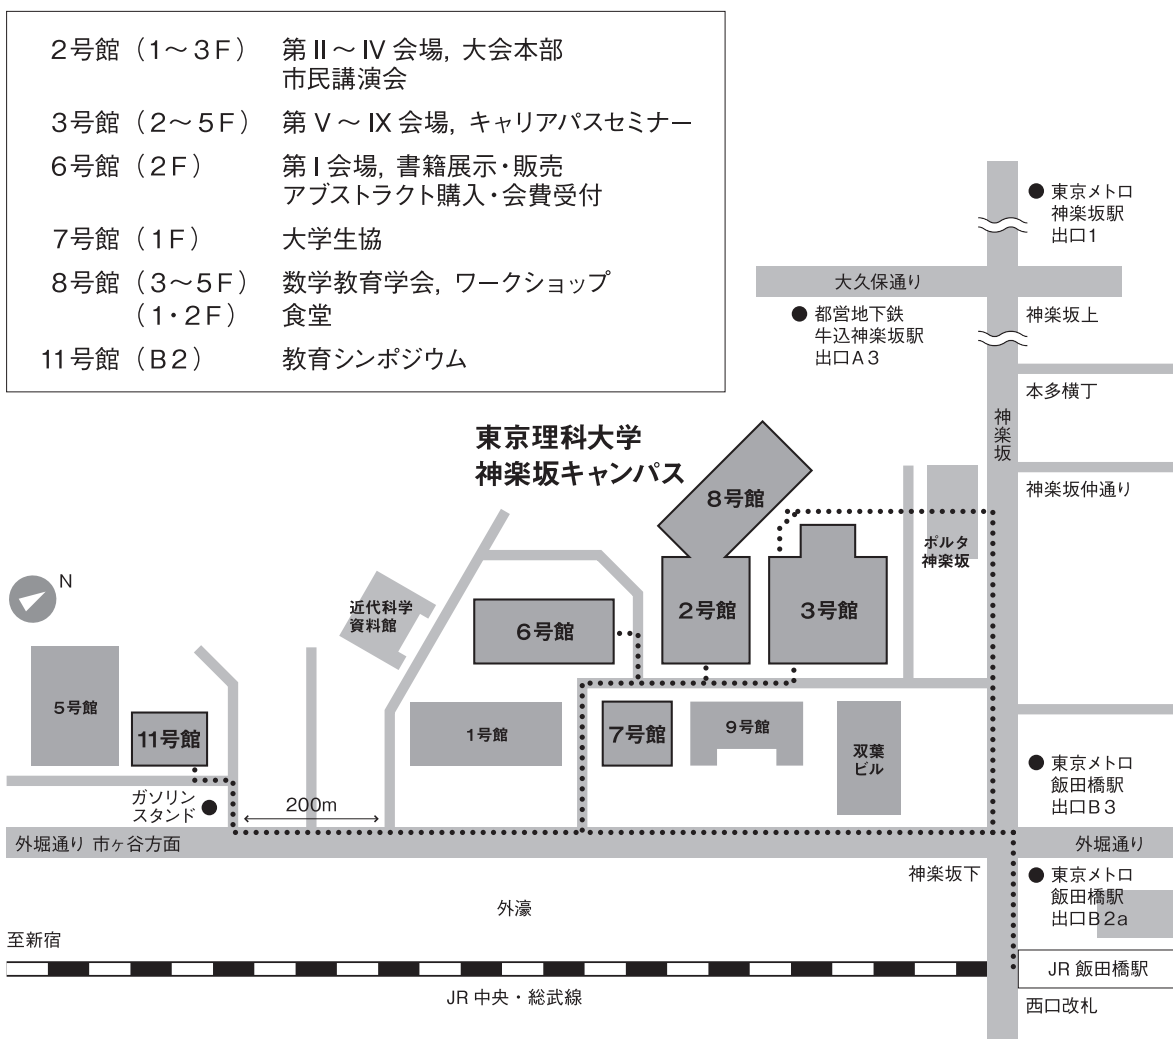 2号館（1～3F） 第II～IV会場, 大会本部
市民講演会
3号館（2～5F） 第V～IX会場, キャリアパスセミナー
6号館（2F） 第I会場, 書籍展示・販売
アブストラクト購入・会費受付
7号館（1F） 大学生協
8号館（3～5F） 数学教育学会, ワークショップ
（1・2F） 食堂
11号館（B2） 教育シンポジウム
東京メトロ
神楽坂駅
出口1
大久保通り
都営地下鉄
牛込神楽坂駅
出口A3
神楽坂上
本多横丁
神楽坂
神楽坂仲通り
東京理科大学
神楽坂キャンパス
8号館
ポルタ
神楽坂
N
近代科学
資料館
6号館
2号館
3号館
5号館
11号館
1号館
7号館
9号館
双葉
ビル
東京メトロ
飯田橋駅
出口B3
ガソリン
スタンド
200m
外堀通り 市ヶ谷方面
外堀通り
神楽坂下
東京メトロ
飯田橋駅
出口B2a
外濠
至新宿
JR 飯田橋駅
JR 中央・総武線
西口改札